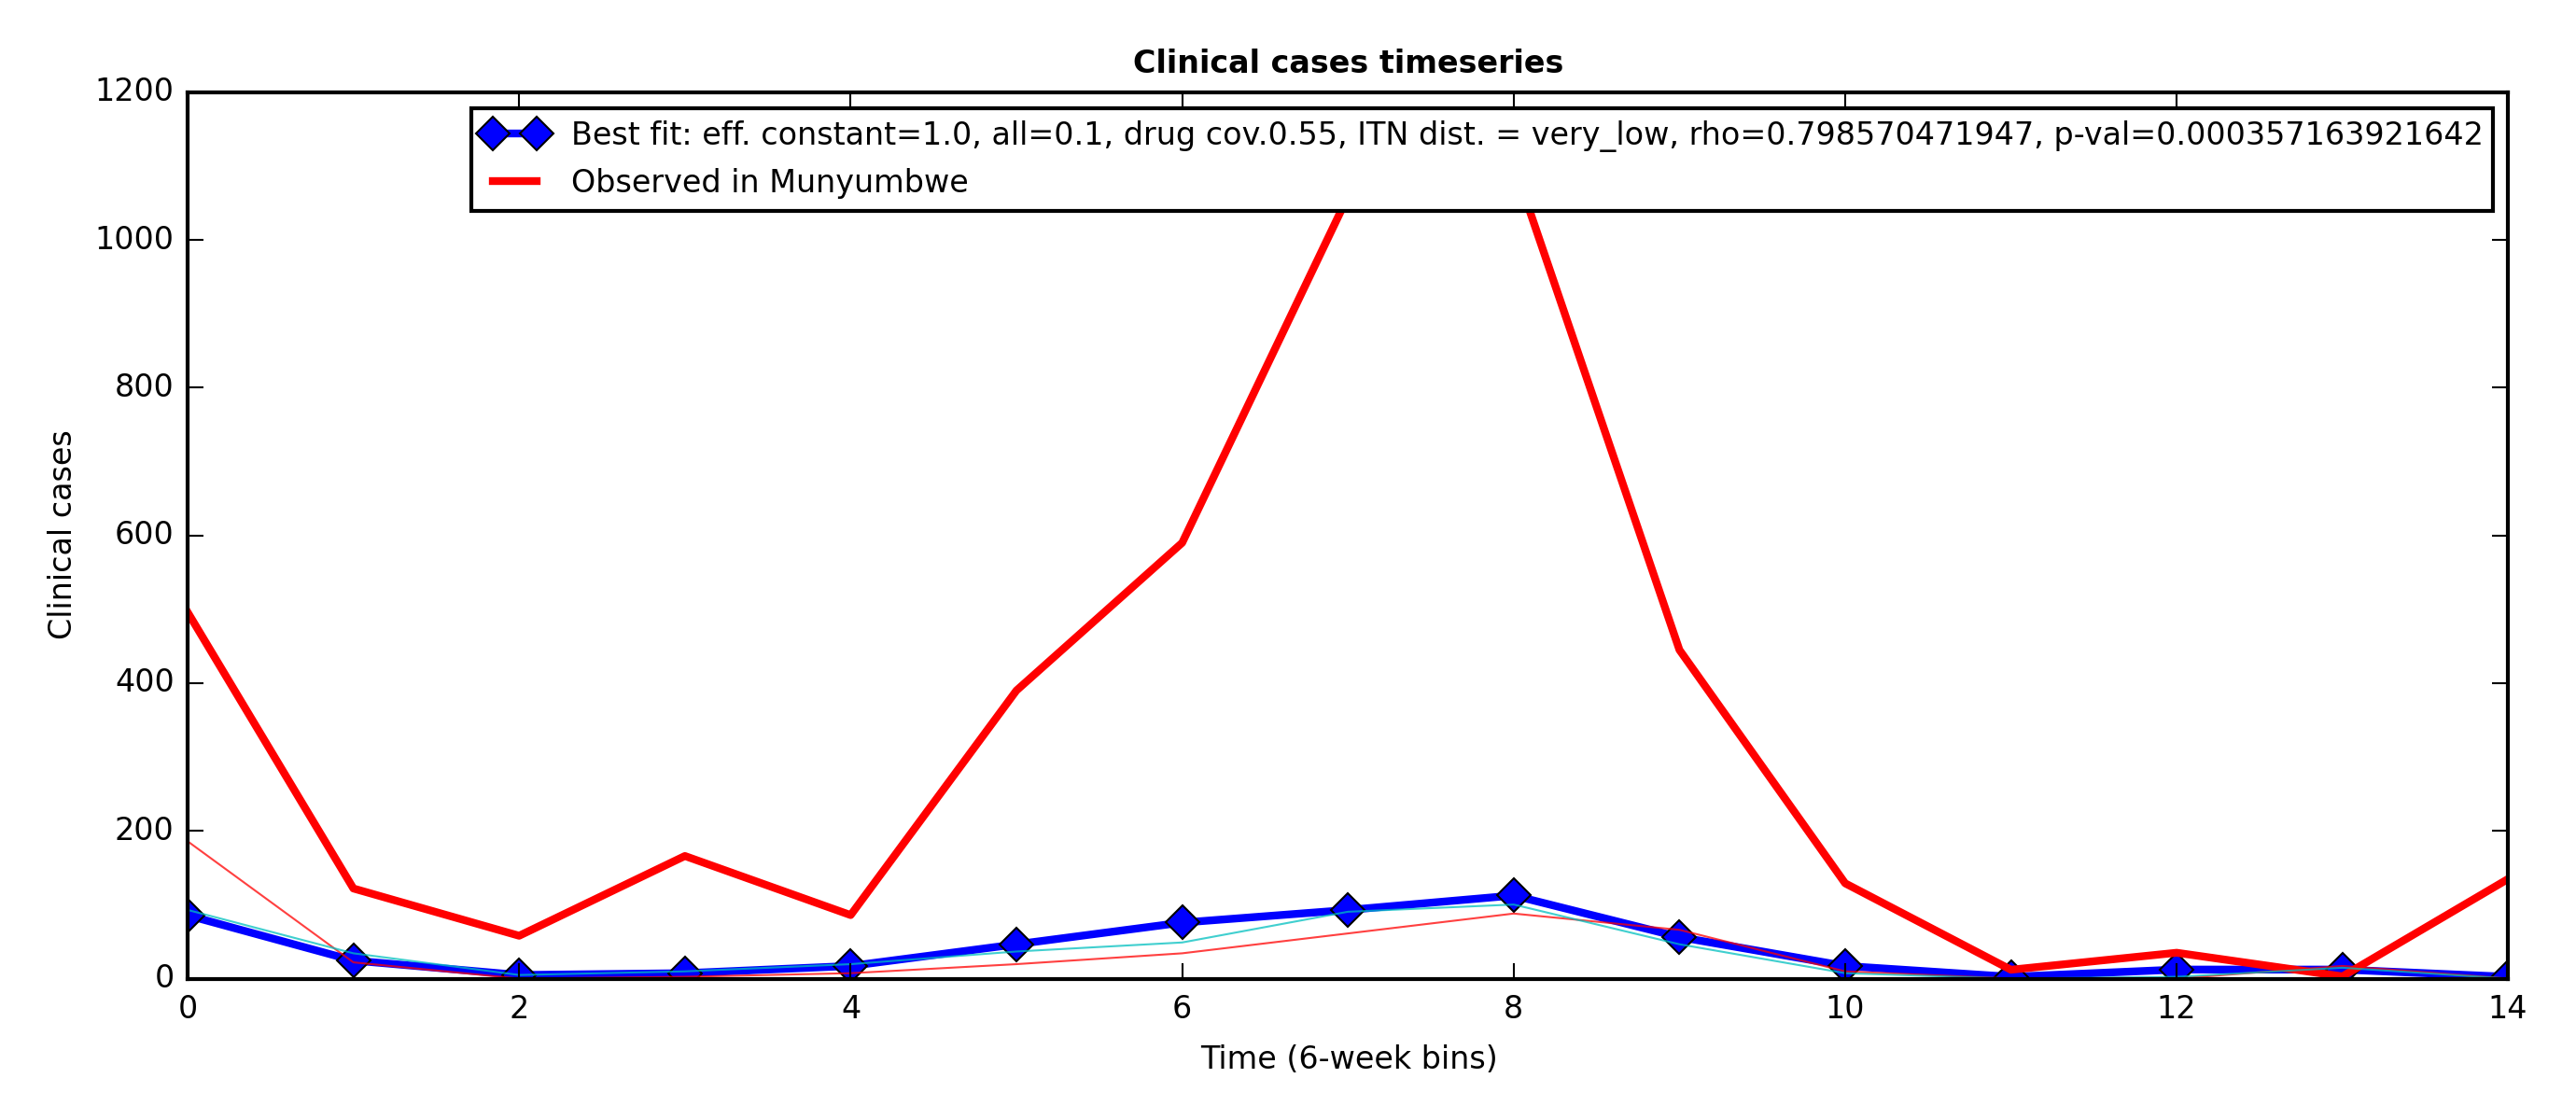 Clinical cases timeseries
1200
1000
800
600
400
200
0
Clinical cases
Best fit: eff. constant=1.0, all=0.1, drug cov.0.55, ITN dist. = very_low, rho=0.798570471947, p-val=0.000357163921642
Observed in Munyumbwe
0 2 4 6 8 10 12 14
Time (6-week bins)